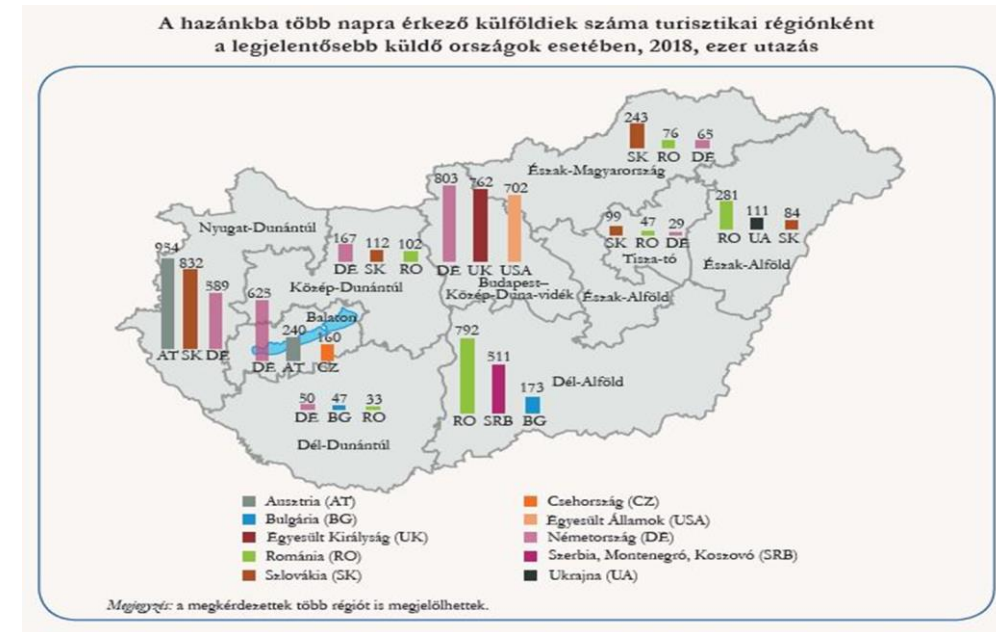 A hazánkba több napra érkező külföldiek száma turisztikai régiónként
a legjelentősebb küldő országok esetében, 2018, ezer utazás
243 76 65
SK RO DE
Észak-Magyarország
803 762 702
DE UK USA
Budapest–
Közép-Duna-vidék
99 47 29
SK RO DE
Tisza-tó
281 111 84
RO UA SK
Észak-Alföld
Észak-Alföld
Nyugat-Dunántúl
832 589
AT SK DE
167 112 102
DE SK RO
Közép-Dunántúl
Balaton
623 240 160
DE AT CZ
792 511 173
RO SRB BG
Dél-Alföld
50 47 33
DE BG RO
Dél-Dunántúl
Ausztria (AT)
Bulgária (BG)
Egyesült Királyság (UK)
Románia (RO)
Szlovákia (SK)
Csehország (CZ)
Egyesült Államok (USA)
Németország (DE)
Szerbia, Montenegró, Koszovó (SRB)
Ukrajna (UA)
Megjegyzés: a megkérdezettek több régiót is megjelölhettek.